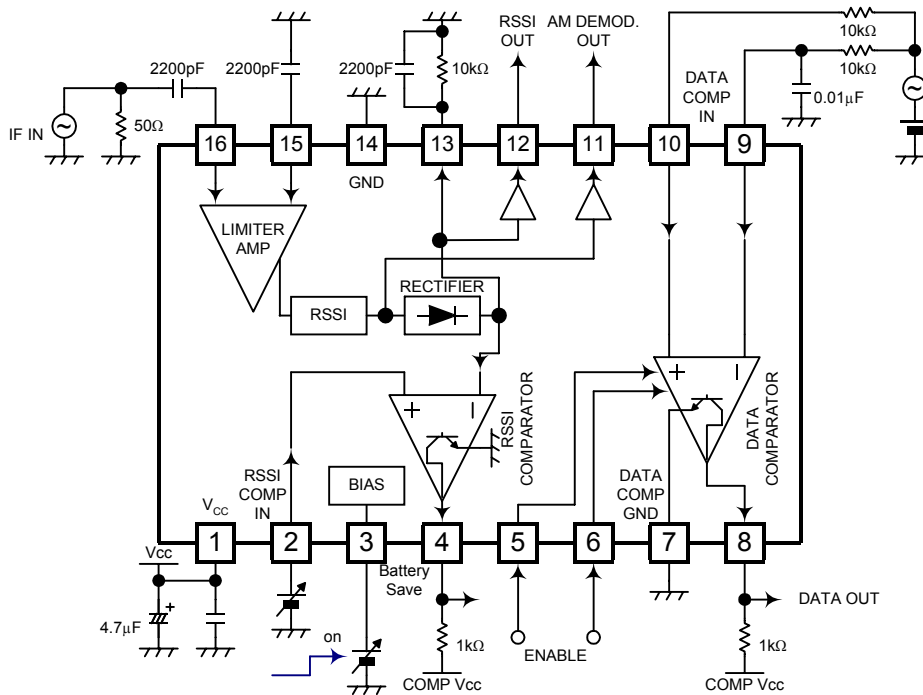 RSSI
OUT
AM DEMOD.
OUT
10kΩ
10kΩ
2200pF
2200pF
2200pF
10kΩ
DATA
COMP
IN
0.01μF
IF IN
50Ω
16
15
14
13
12
11
10
9
GND
LIMITER
AMP
RSSI
RECTIFIER
+
−
RSSI
COMPARATOR
+
−
DATA
COMPARATOR
RSSI
COMP
IN
BIAS
DATA
COMP
GND
VCC
1
2
3
4
5
6
7
8
Vcc
Battery
Save
4.7μF
+
on
1kΩ
COMP Vcc
ENABLE
DATA OUT
1kΩ
COMP Vcc